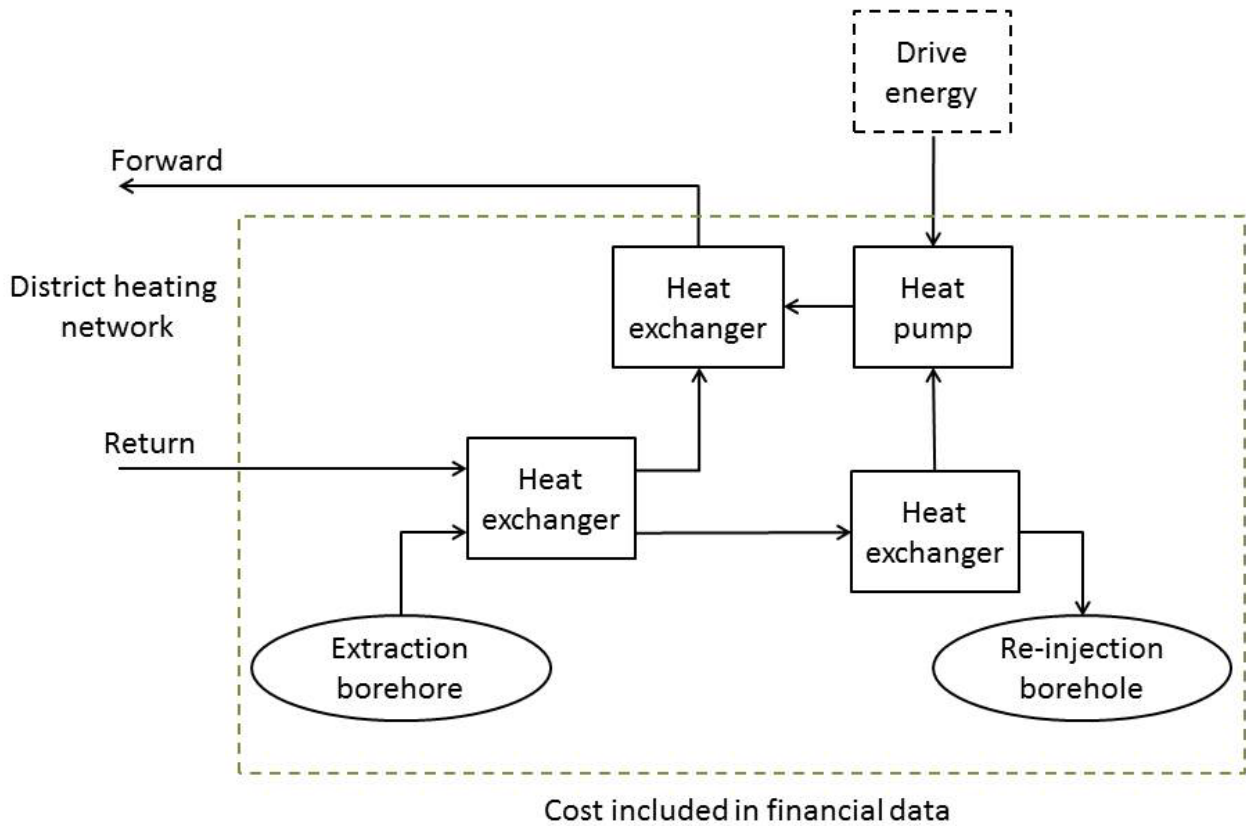 Drive
energy
Forward
District heating
network
Heat
exchanger
Heat
pump
Return
Heat
exchanger
Heat
exchanger
Extraction
borehore
Re-injection
borehole
Cost included in financial data